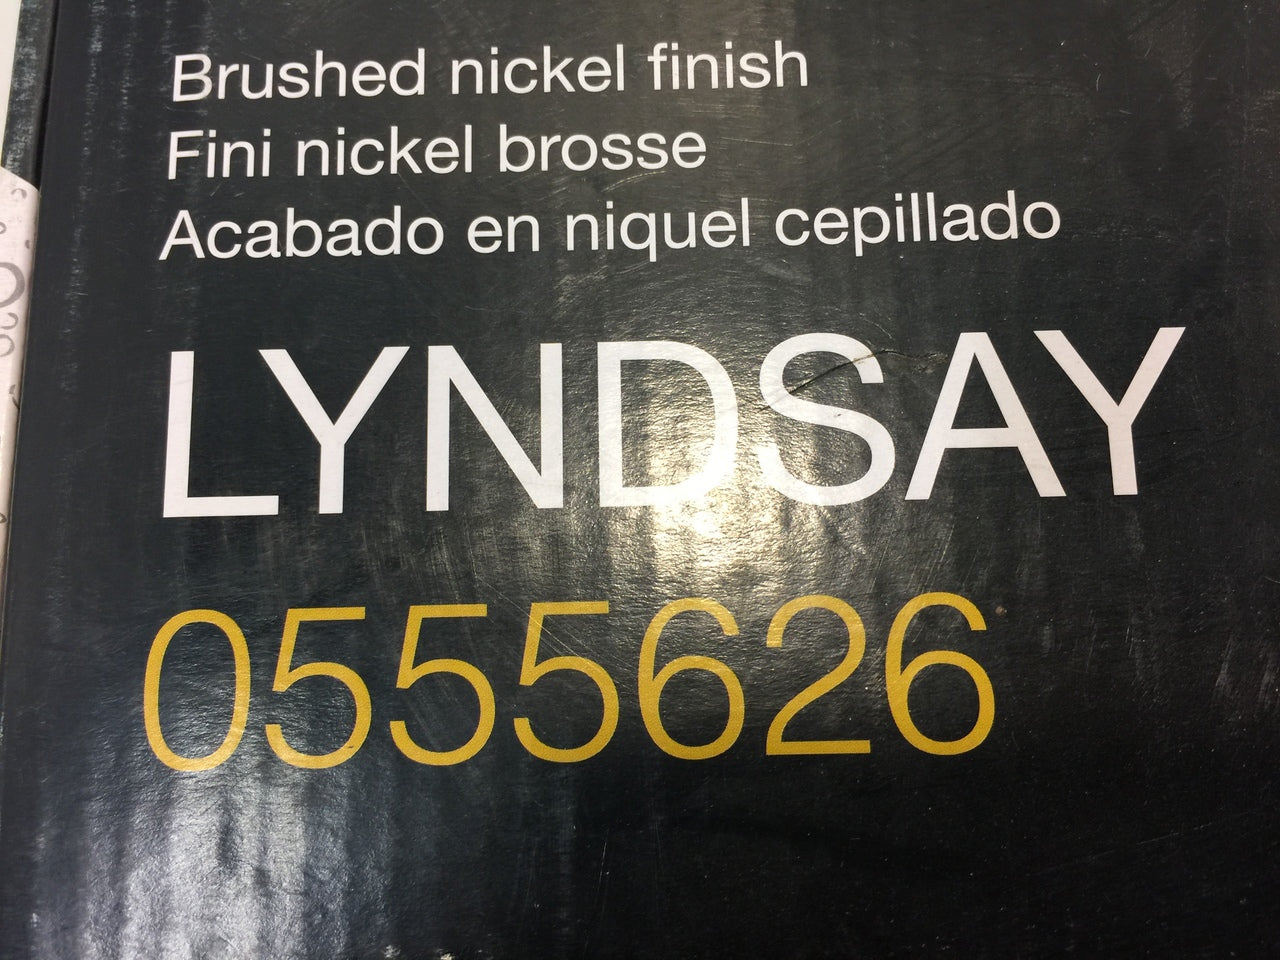 Brushed nickel finish
Fini nickel brosse
Acabado en niquel cepillado
LYNDSAY
0555626